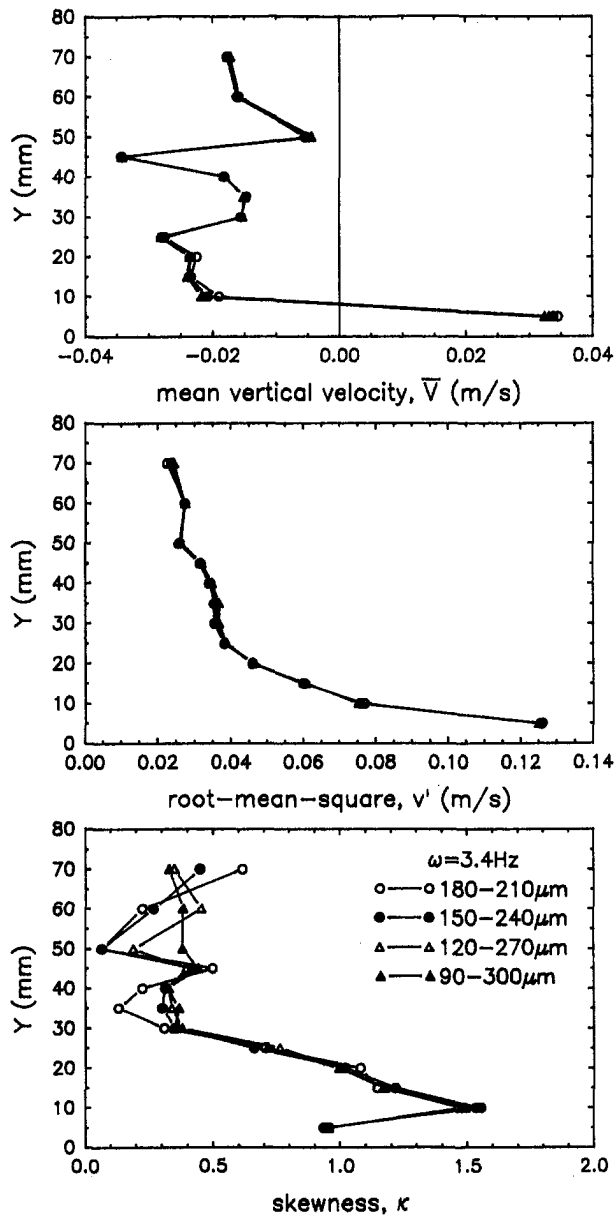 80
70
60
50
40
30
20
10
0
Y (mm)
−0.04 −0.02 0.00 0.02 0.04
mean vertical velocity, V̅ (m/s)
80
70
60
50
40
30
20
10
0
Y (mm)
0.00 0.02 0.04 0.06 0.08 0.10 0.12 0.14
root−mean−square, v' (m/s)
80
70
60
50
40
30
20
10
0
Y (mm)
ω=3.4Hz
180−210μm
150−240μm
120−270μm
90−300μm
0.0 0.5 1.0 1.5 2.0
skewness, κ